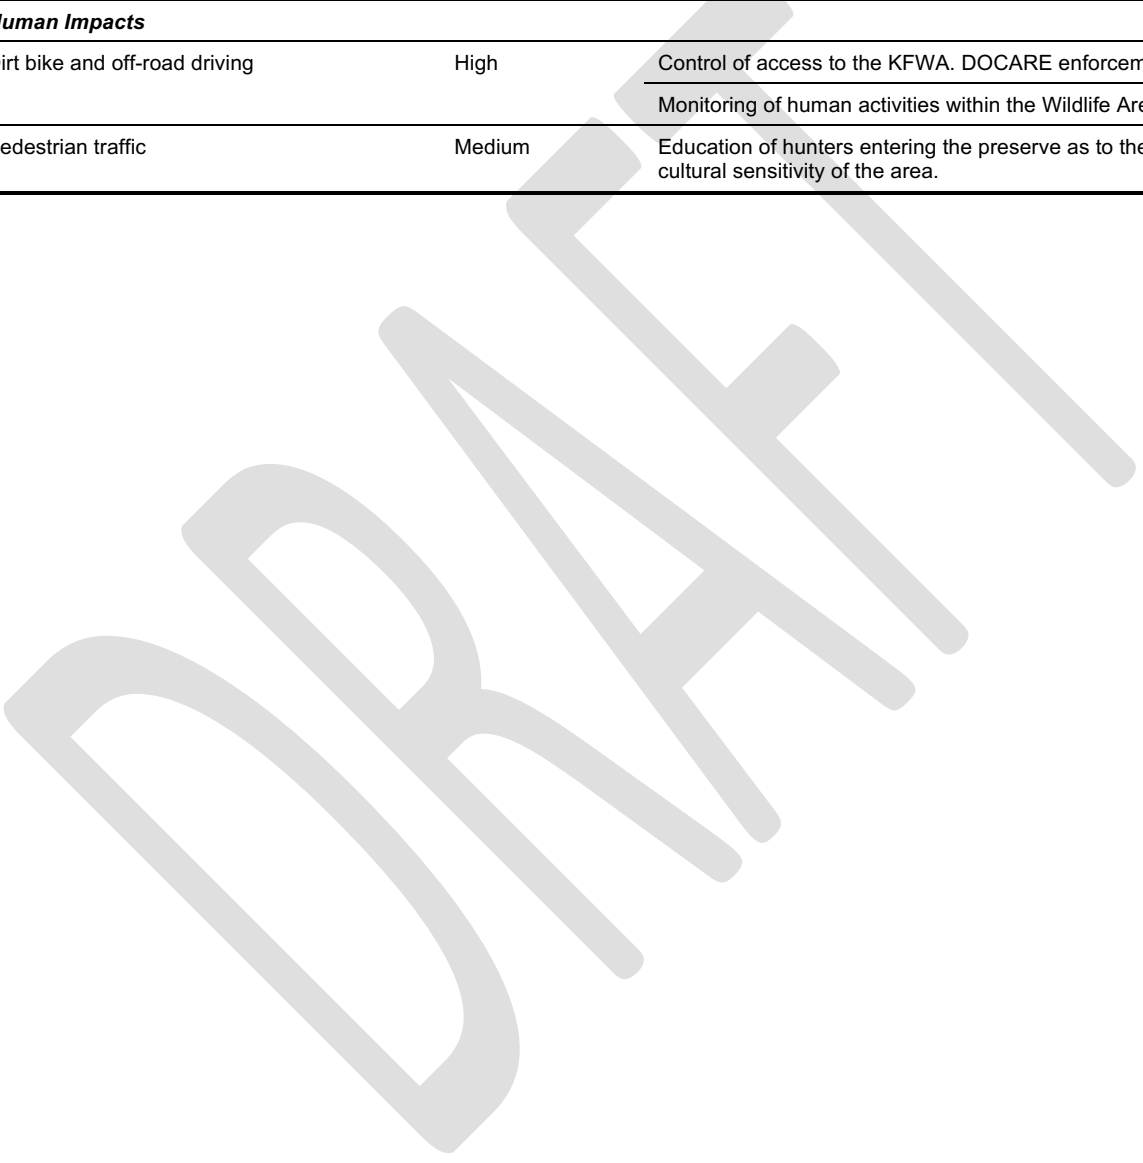 uman Impacts
irt bike and off-road driving High Control of access to the KFWA. DOCARE enforcem
Monitoring of human activities within the Wildlife Are
edestrian traffic Medium Education of hunters entering the preserve as to the
cultural sensitivity of the area.
DRAFT